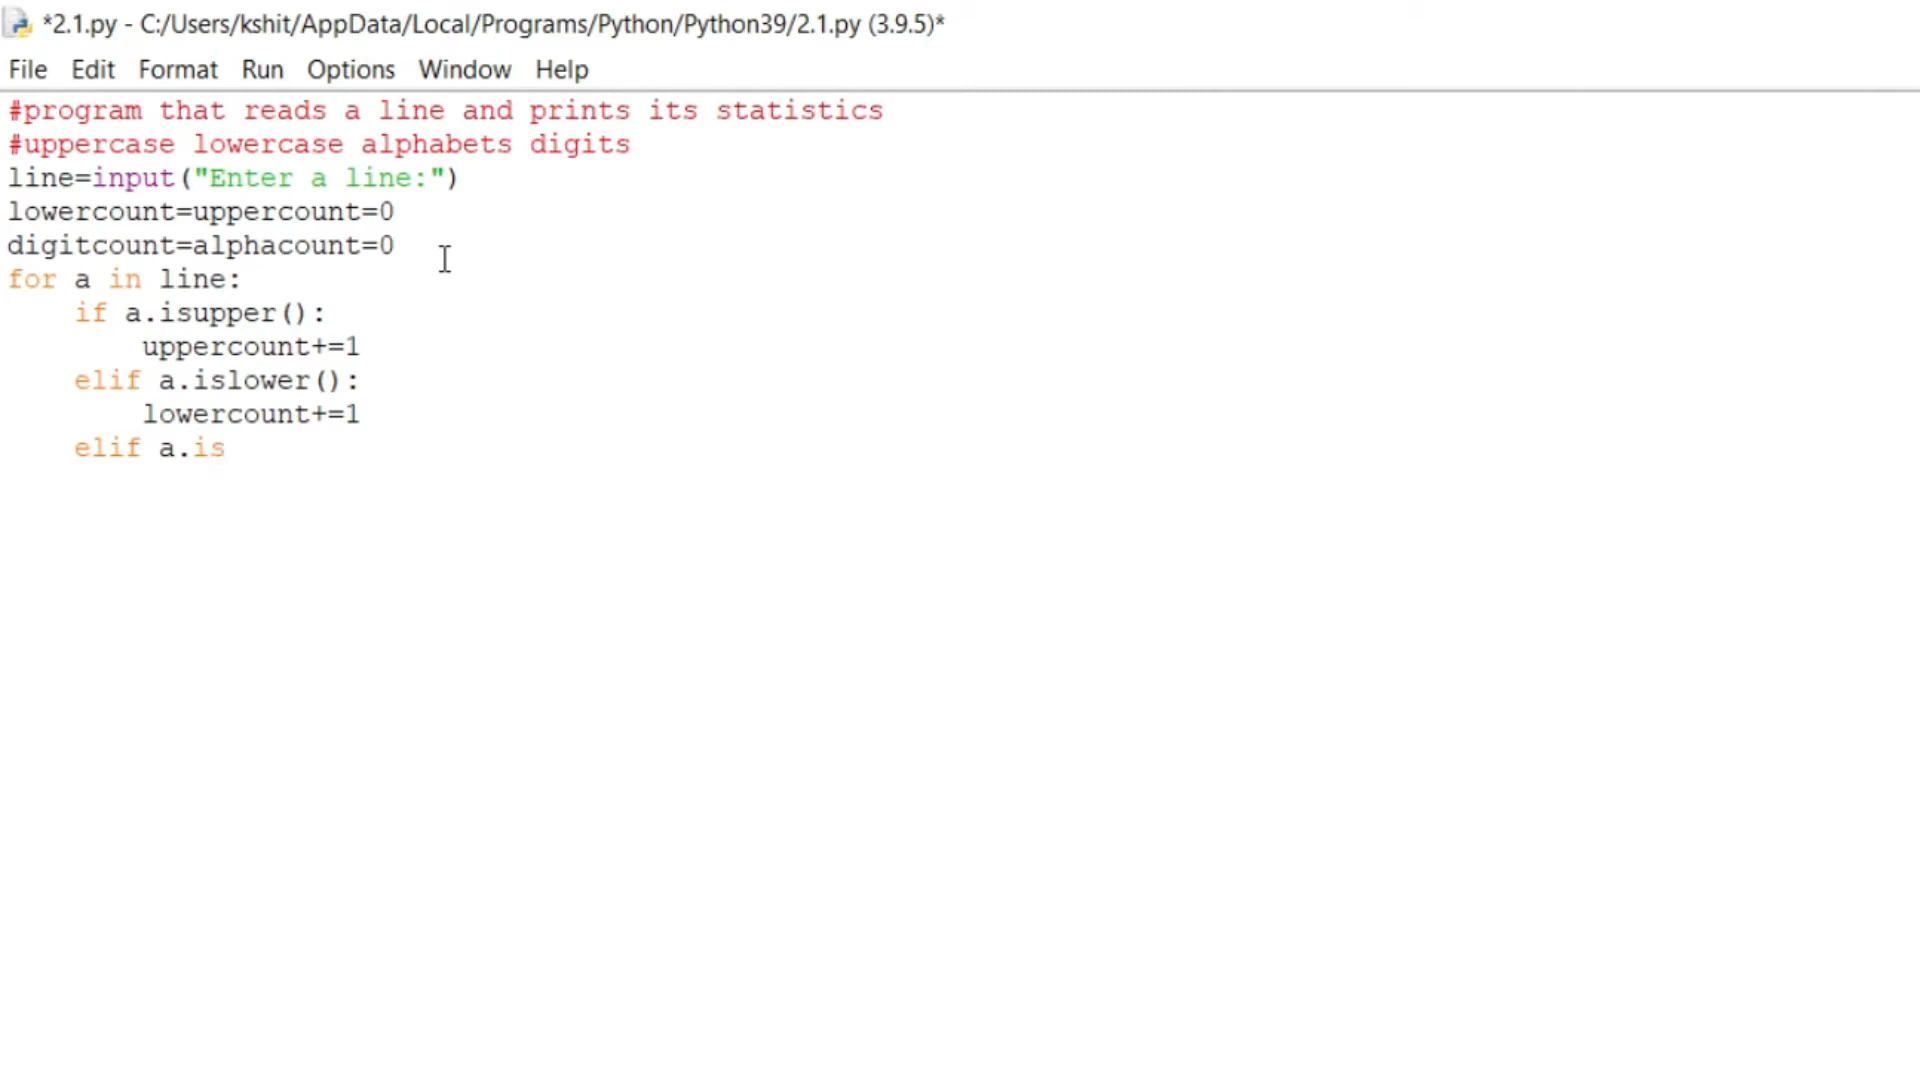 *2.1.py - C:/Users/kshit/AppData/Local/Programs/Python/Python39/2.1.py (3.9.5)*
File Edit Format Run Options Window Help
#program that reads a line and prints its statistics
#uppercase lowercase alphabets digits
line=input("Enter a line:")
lowercount=uppercount=0
digitcount=alphacount=0
for a in line:
    if a.isupper():
        uppercount+=1
    elif a.islower():
        lowercount+=1
    elif a.is